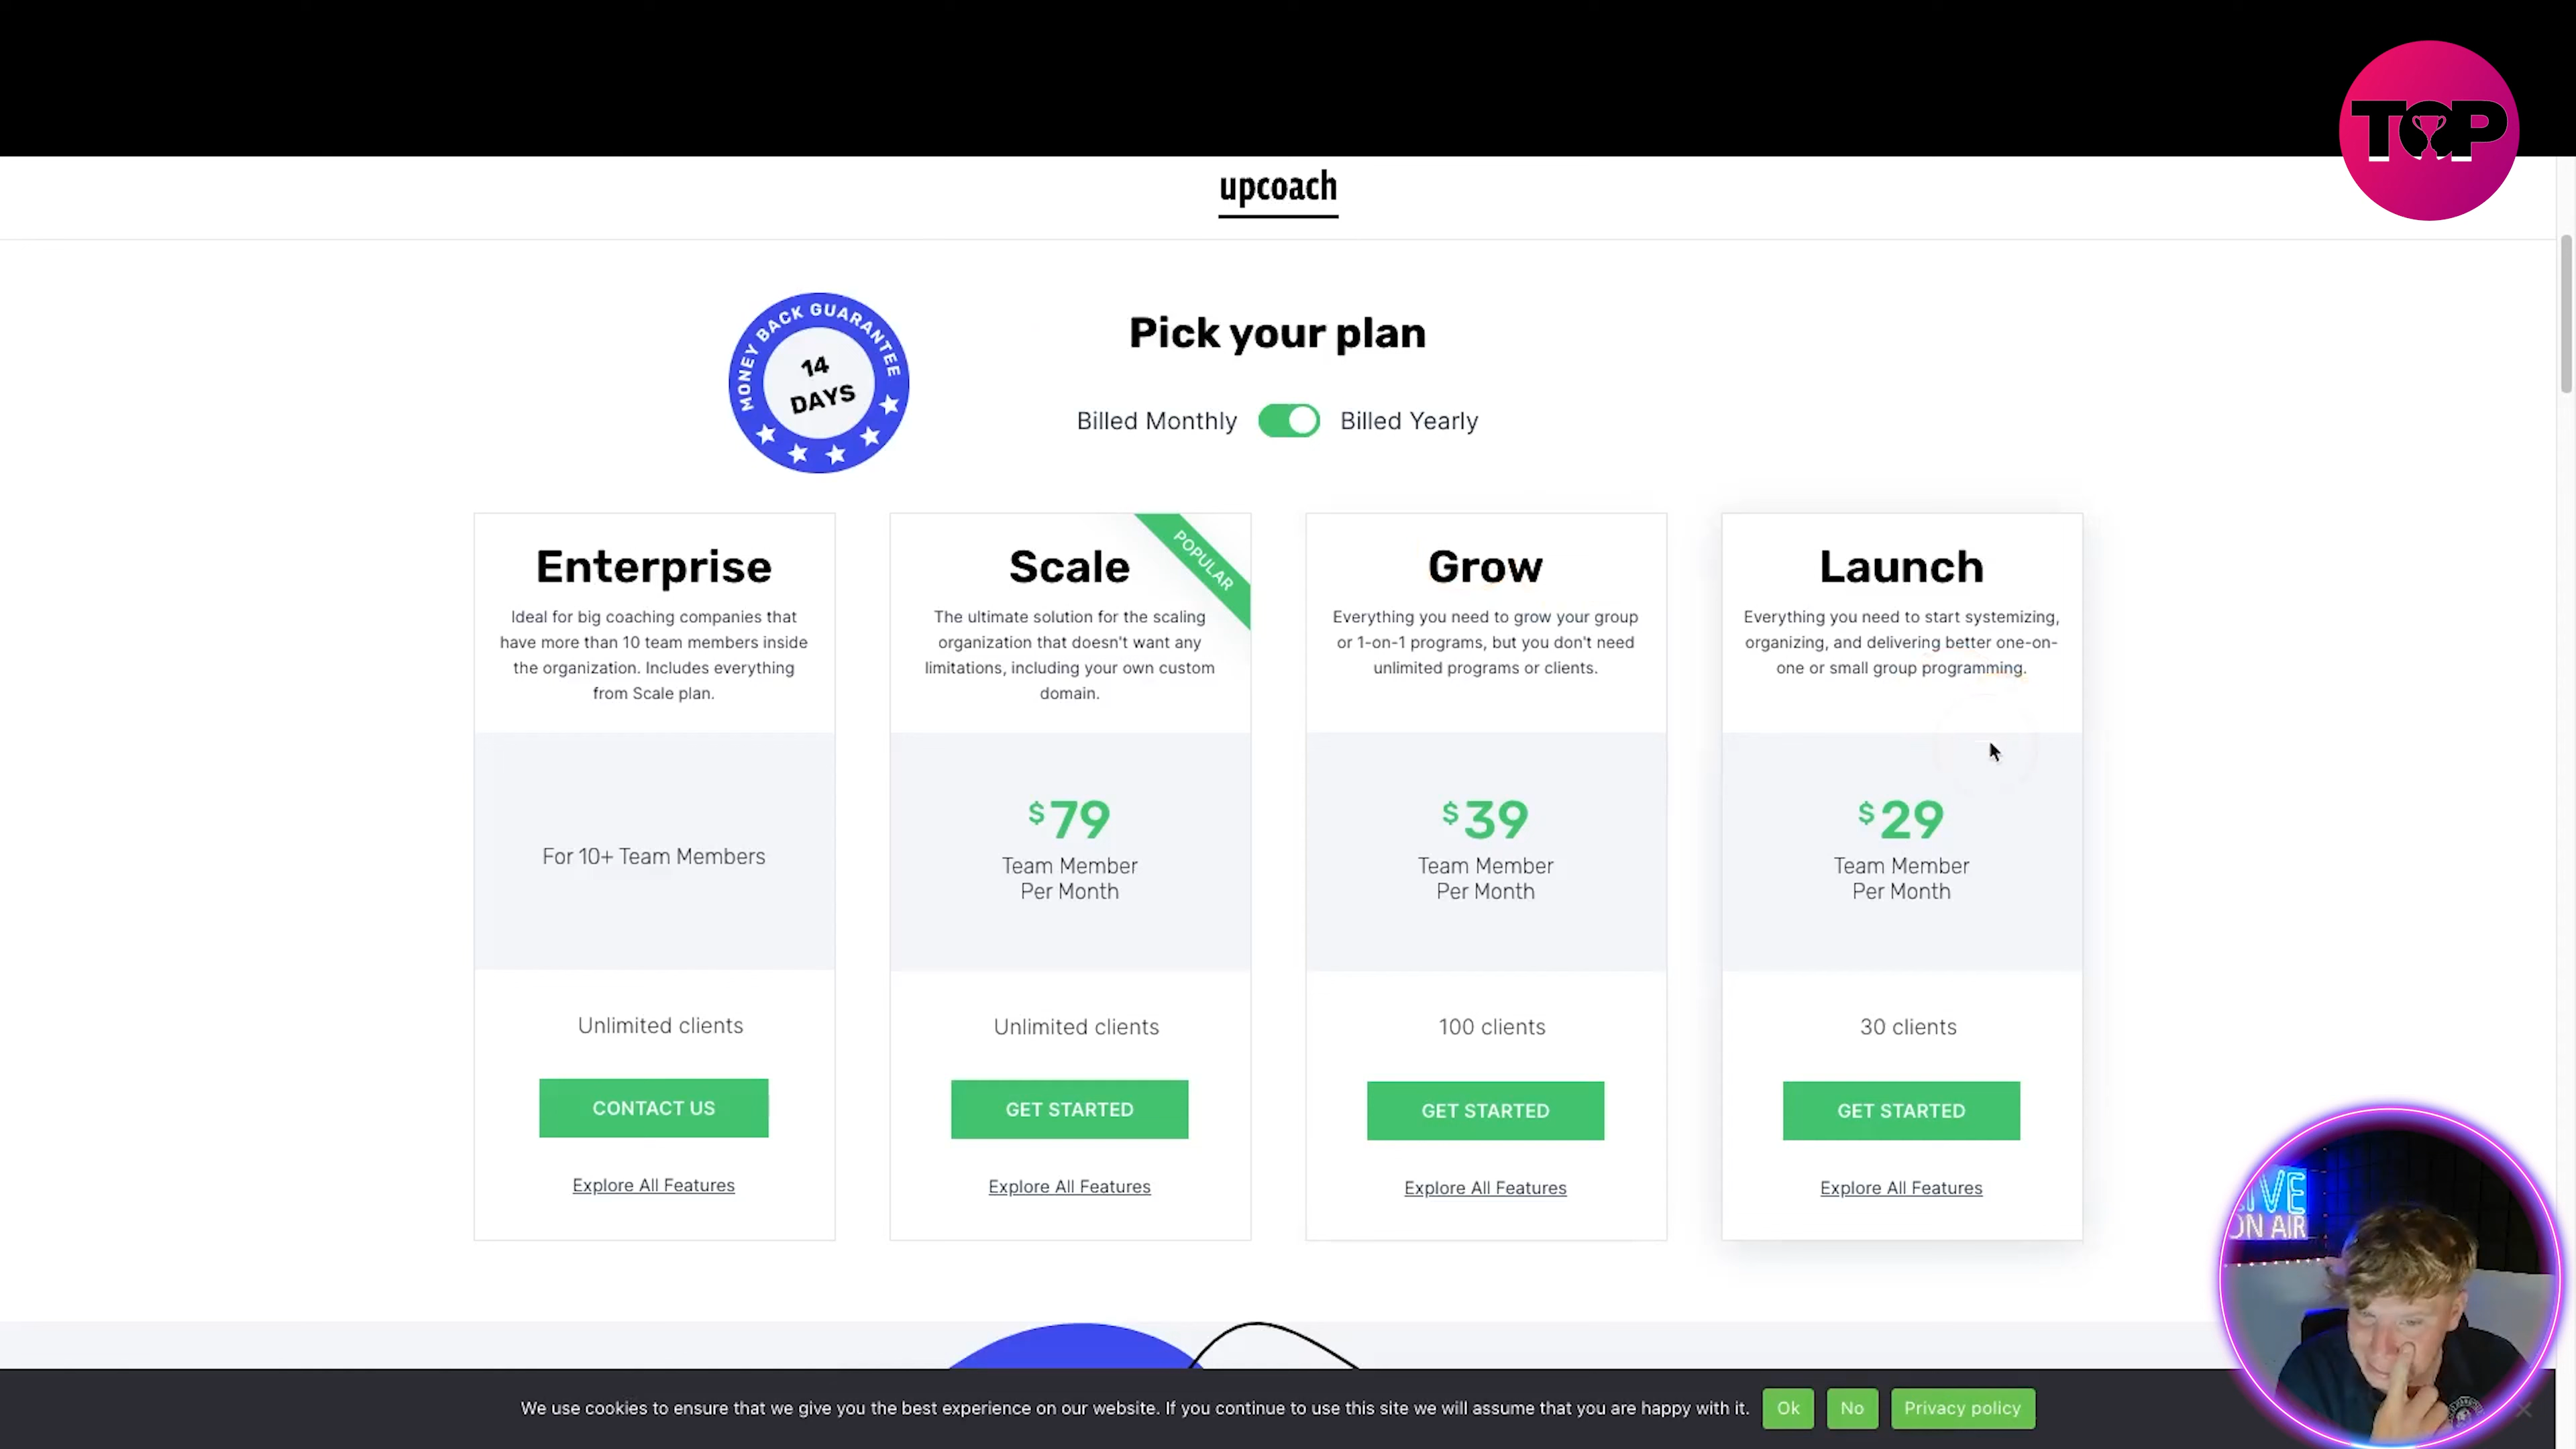 TOP
upcoach
MONEY BACK GUARANTEE
14
DAYS
Pick your plan
Billed Monthly
Billed Yearly
Enterprise
Ideal for big coaching companies that
have more than 10 team members inside
the organization. Includes everything
from Scale plan.
For 10+ Team Members
Unlimited clients
CONTACT US
Explore All Features
POPULAR
Scale
The ultimate solution for the scaling
organization that doesn't want any
limitations, including your own custom
domain.
$79
Team Member
Per Month
Unlimited clients
GET STARTED
Explore All Features
Grow
Everything you need to grow your group
or 1-on-1 programs, but you don't need
unlimited programs or clients.
$39
Team Member
Per Month
100 clients
GET STARTED
Explore All Features
Launch
Everything you need to start systemizing,
organizing, and delivering better one-on-
one or small group programming.
$29
Team Member
Per Month
30 clients
GET STARTED
Explore All Features
We use cookies to ensure that we give you the best experience on our website. If you continue to use this site we will assume that you are happy with it.
Ok
No
Privacy policy
LIVE
ON AIR